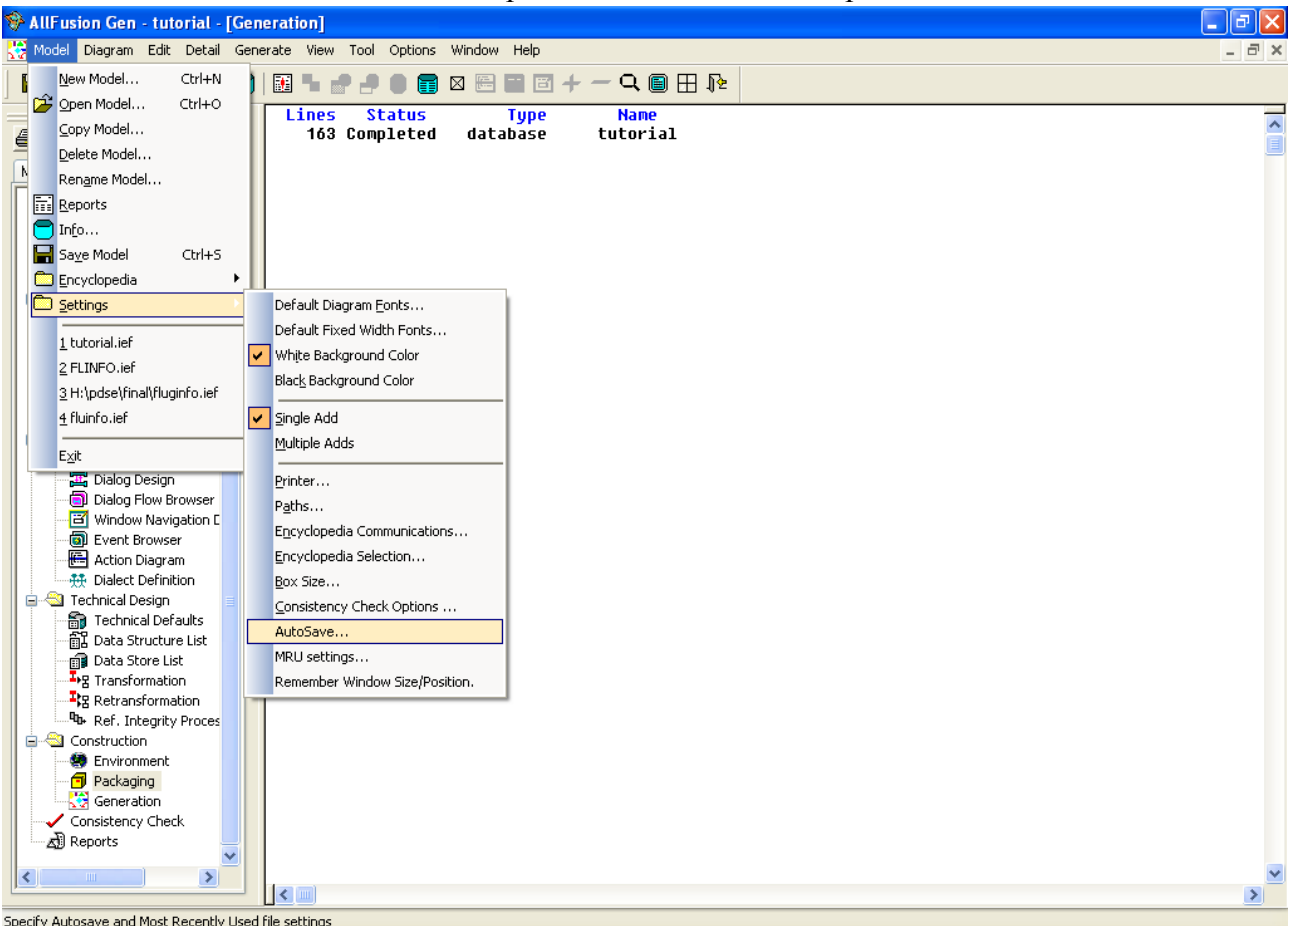 AllFusion Gen - tutorial - [Generation]
Model Diagram Edit Detail Generate View Tool Options Window Help
New Model... Ctrl+N
Open Model... Ctrl+O
Copy Model...
Delete Model...
Rename Model...
Reports
Info...
Save Model Ctrl+S
Encyclopedia
Settings
1 tutorial.ief
2 FLINFO.ief
3 H:\pdse\final\fluginfo.ief
4 fluinfo.ief
Exit
Default Diagram Fonts...
Default Fixed Width Fonts...
White Background Color
Black Background Color
Single Add
Multiple Adds
Printer...
Paths...
Encyclopedia Communications...
Encyclopedia Selection...
Box Size...
Consistency Check Options ...
AutoSave...
MRU settings...
Remember Window Size/Position.
Lines Status Type Name
163 Completed database tutorial
Dialog Design
Dialog Flow Browser
Window Navigation D
Event Browser
Action Diagram
Dialect Definition
Technical Design
Technical Defaults
Data Structure List
Data Store List
Transformation
Retransformation
Ref. Integrity Proces
Construction
Environment
Packaging
Generation
Consistency Check
Reports
Specify Autosave and Most Recently Used file settings